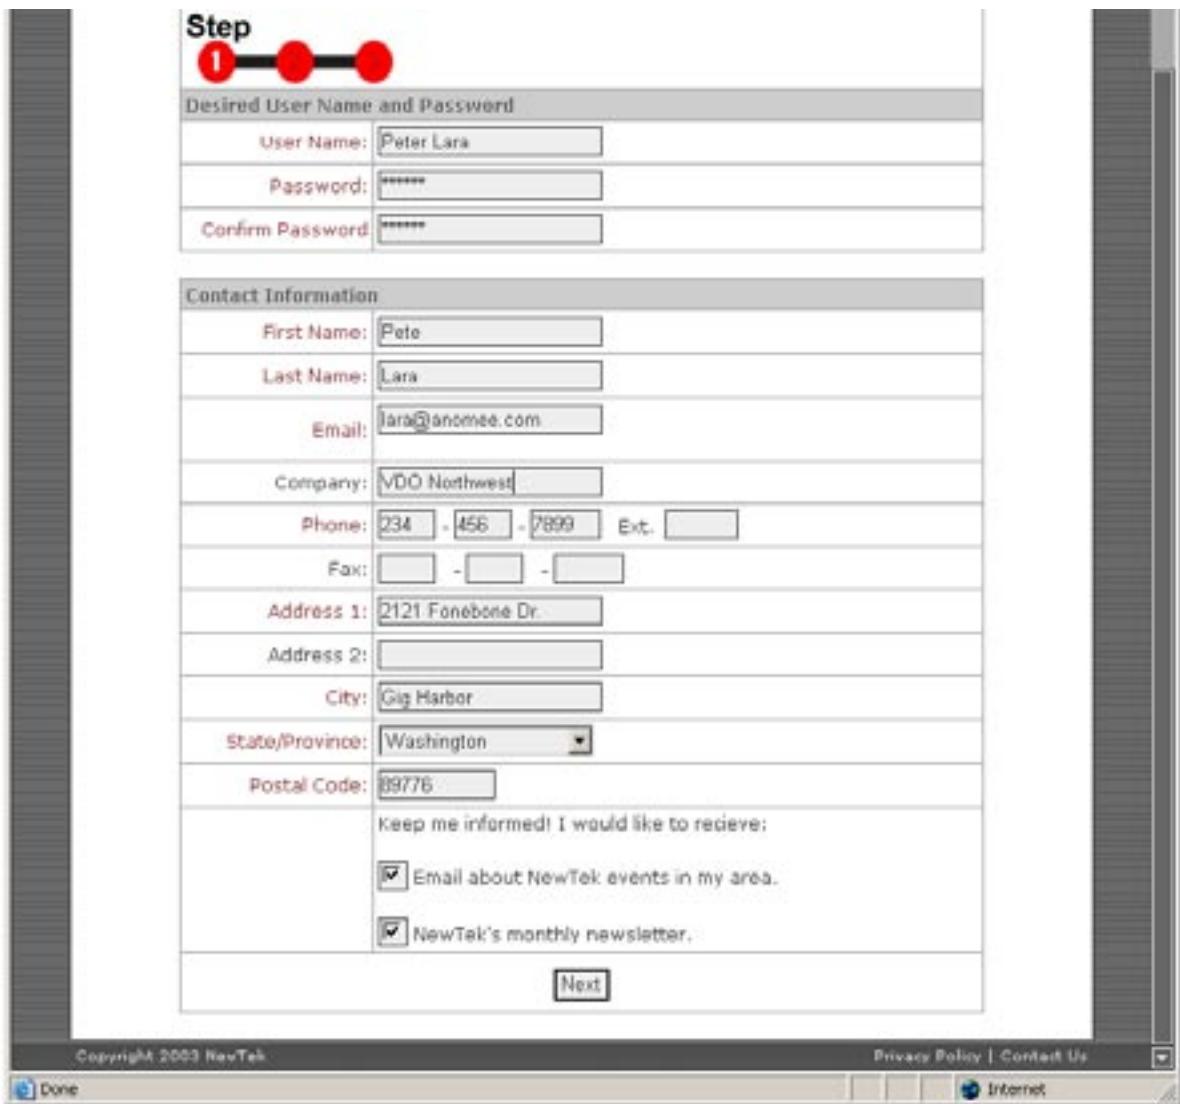 Step
1
Desired User Name and Password
User Name: Peter Lara
Password: ******
Confirm Password ******
Contact Information
First Name: Pete
Last Name: Lara
Email: lara@anomee.com
Company: VDO Northwest
Phone: 234 - 456 - 7899 Ext.
Fax: - -
Address 1: 2121 Fonebone Dr.
Address 2:
City: Gig Harbor
State/Province: Washington
Postal Code: 89776
Keep me informed! I would like to recieve:
Email about NewTek events in my area.
NewTek's monthly newsletter.
Next
Copyright 2003 NewTek Privacy Policy | Contact Us
Done Internet